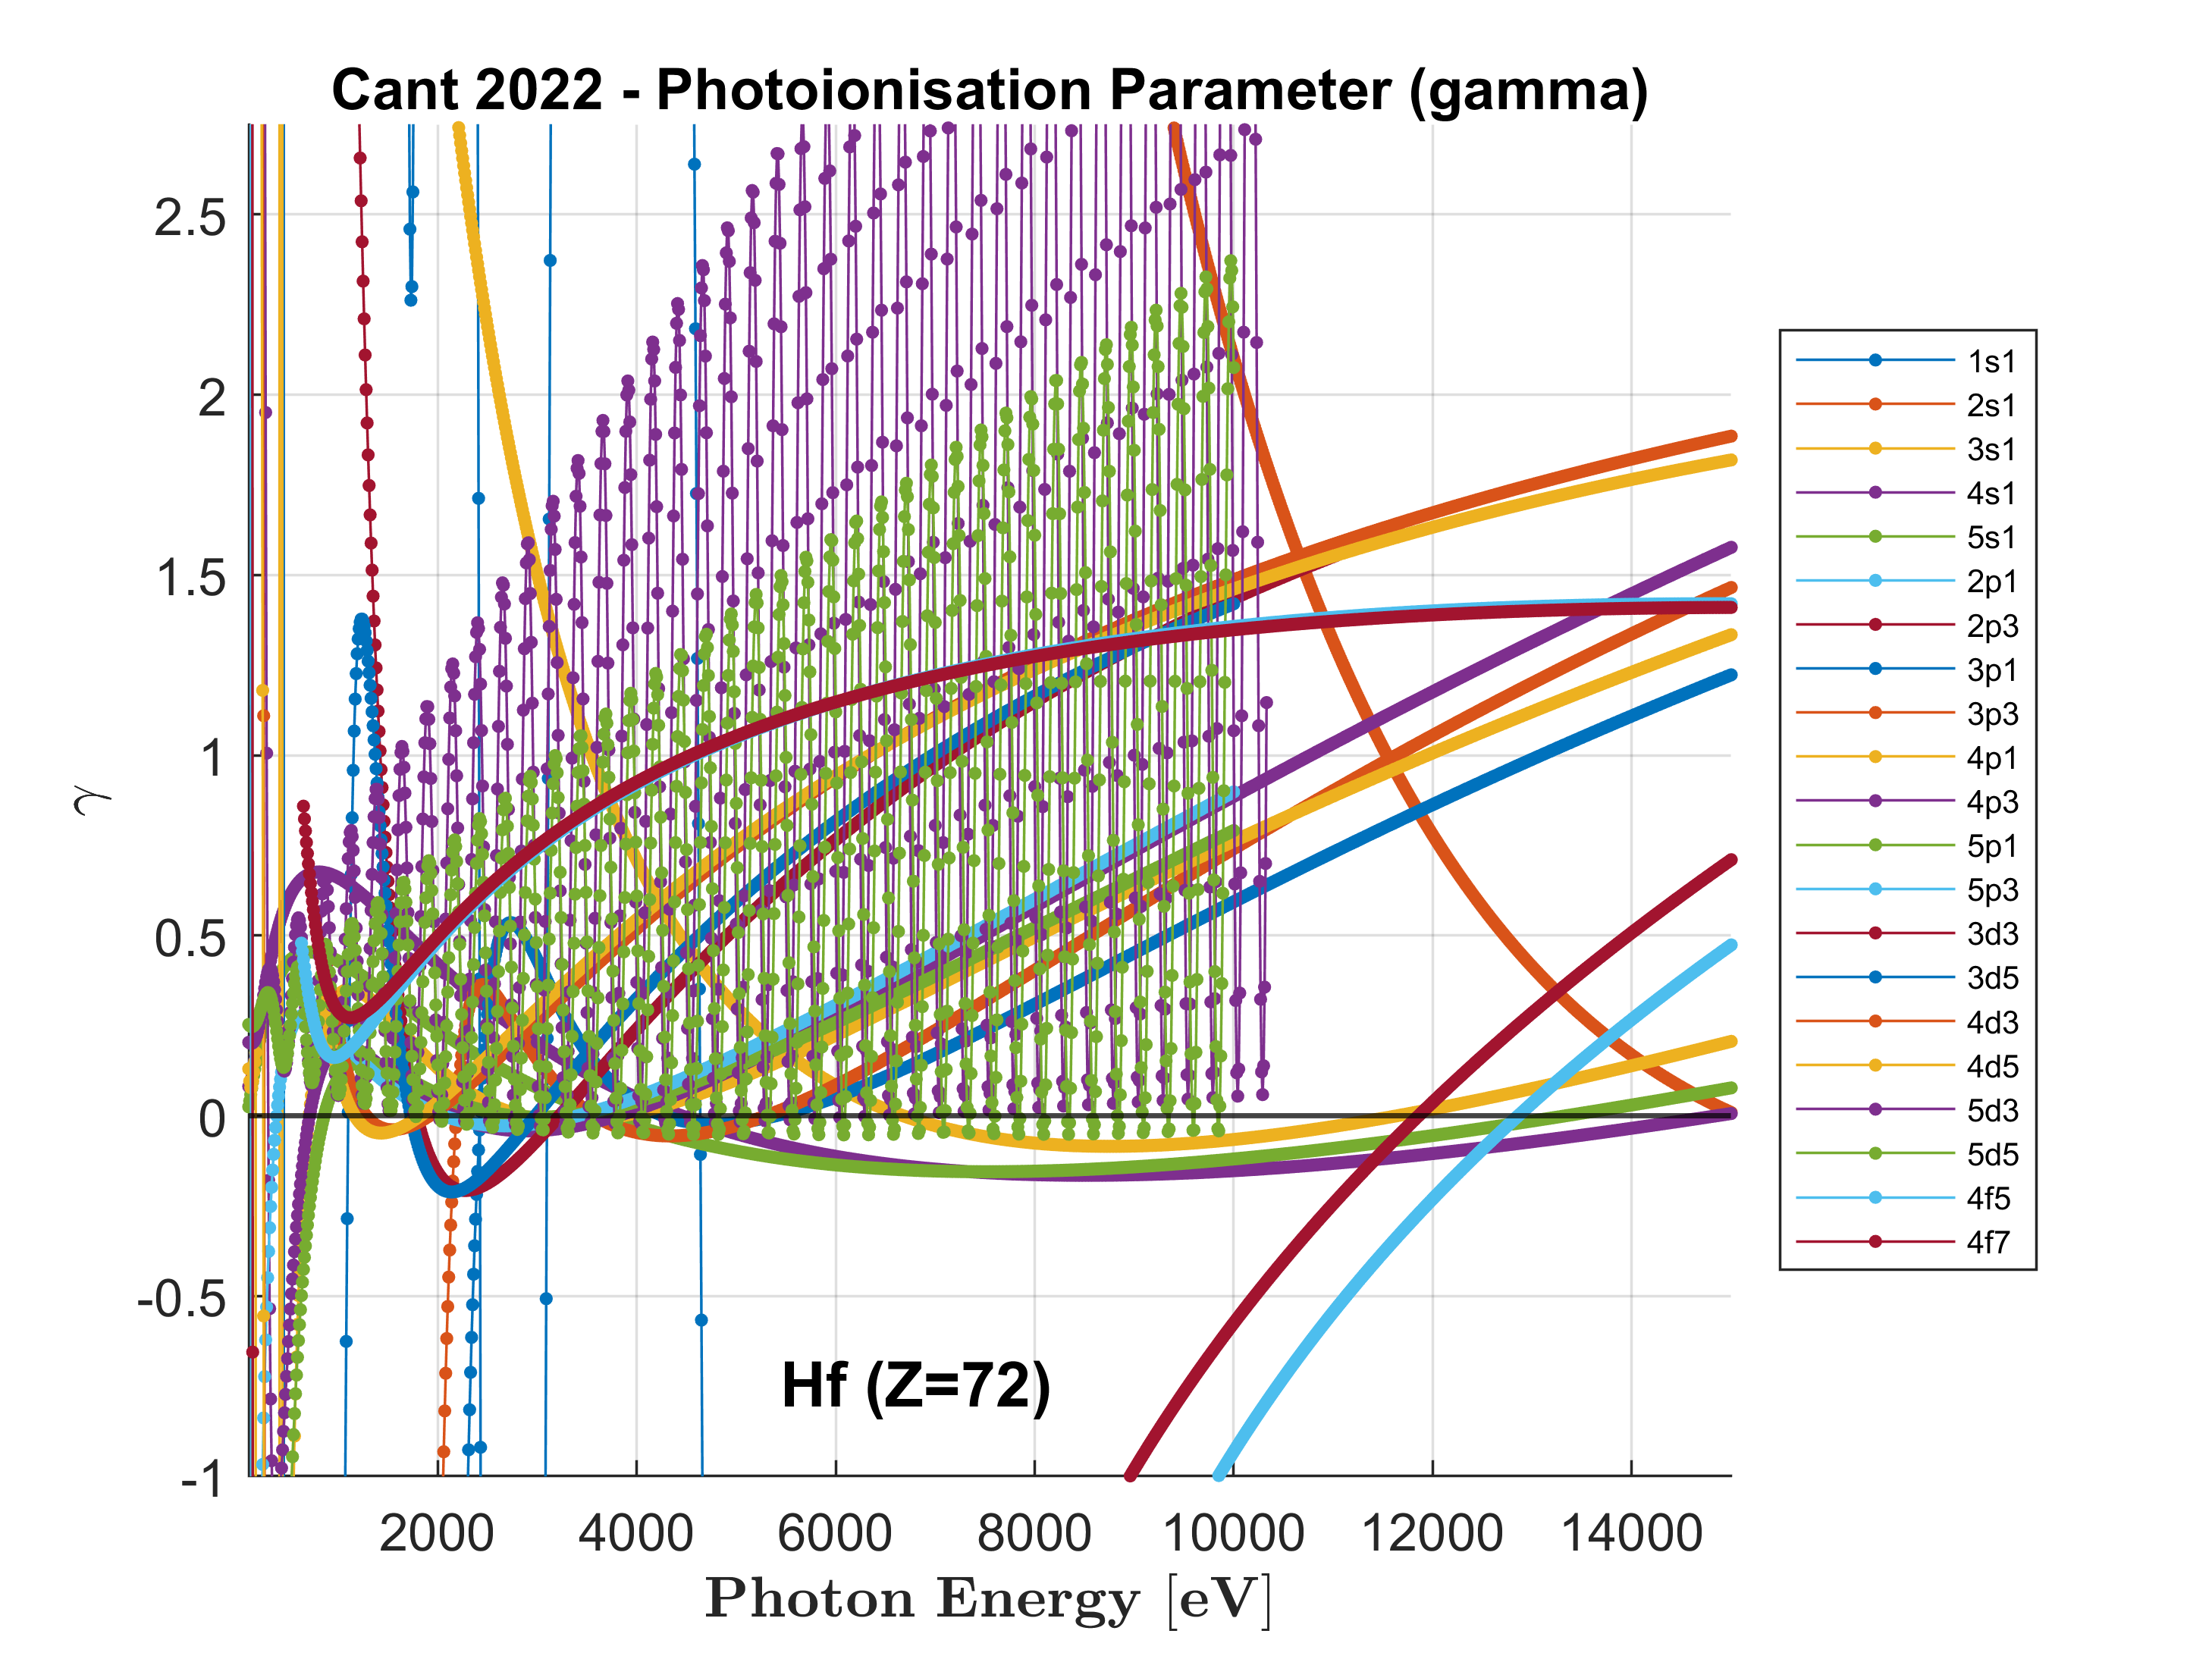 Cant 2022 - Photoionisation Parameter (gamma)
2.5
2
1.5
1
0.5
0
-0.5
-1
γ
2000 4000 6000 8000 10000 12000 14000
Photon Energy [eV]
Hf (Z=72)
1s1
2s1
3s1
4s1
5s1
2p1
2p3
3p1
3p3
4p1
4p3
5p1
5p3
3d3
3d5
4d3
4d5
5d3
5d5
4f5
4f7